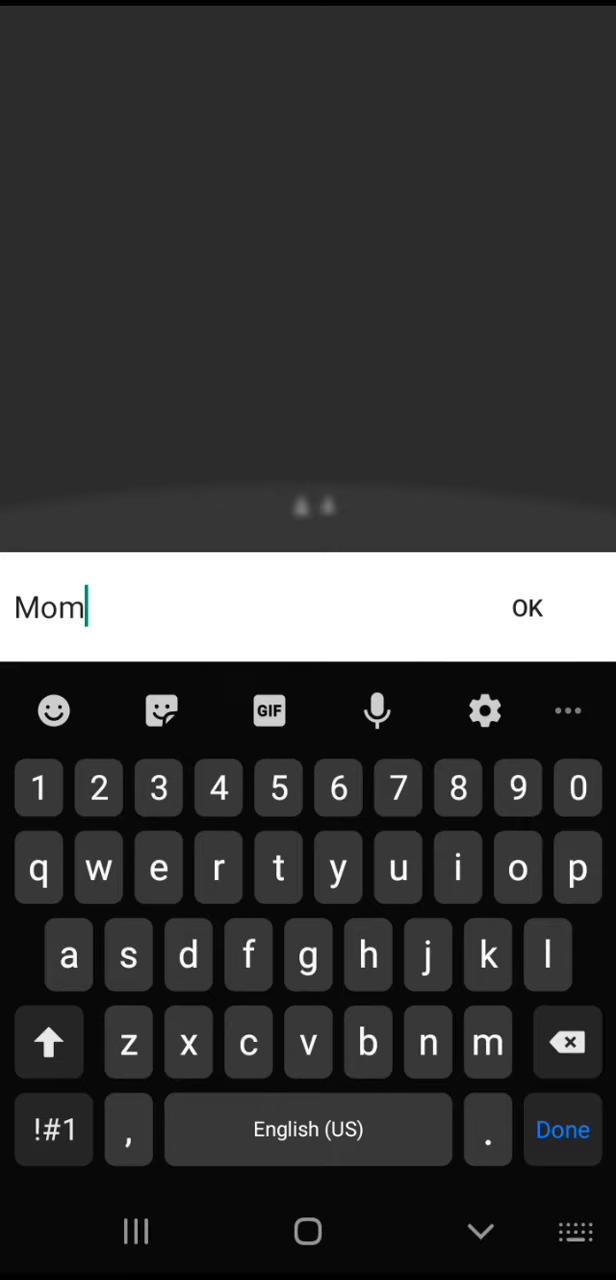 Mom
OK
GIF
1 2 3 4 5 6 7 8 9 0
q w e r t y u i o p
a s d f g h j k l
z x c v b n m
!#1 , English (US) . Done